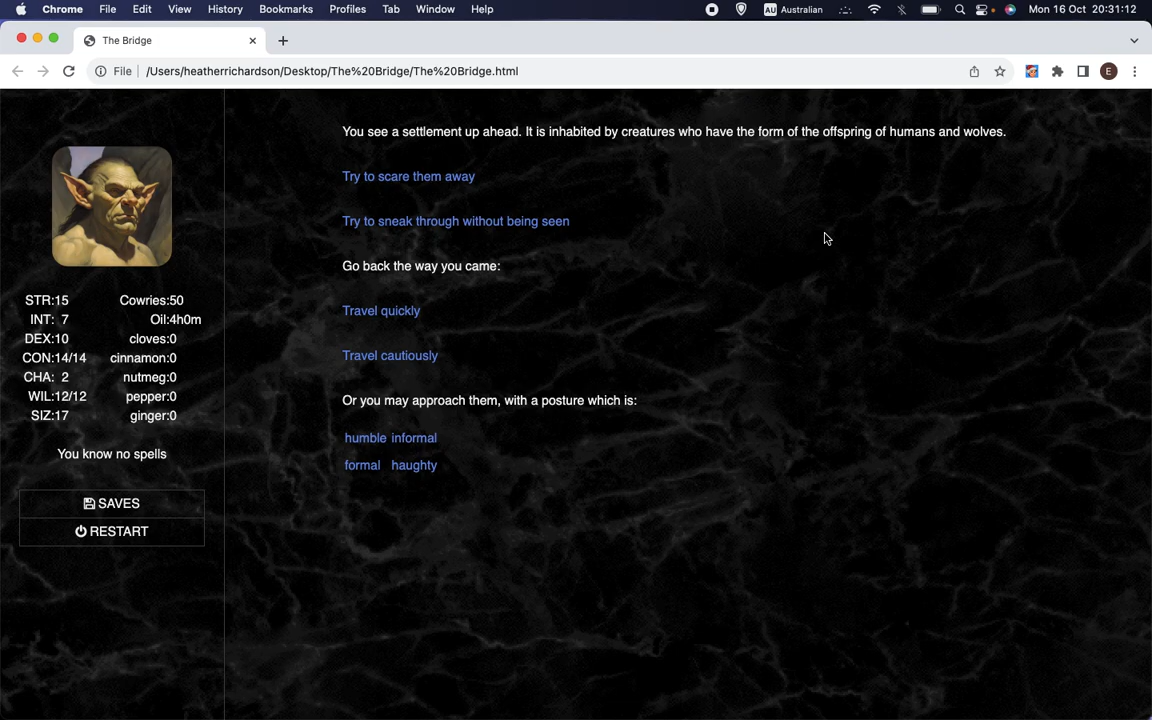 Chrome File Edit View History Bookmarks Profiles Tab Window Help AU Australian Mon 16 Oct 20:31:12
The Bridge
File /Users/heatherrichardson/Desktop/The%20Bridge/The%20Bridge.html E
You see a settlement up ahead. It is inhabited by creatures who have the form of the offspring of humans and wolves.
Try to scare them away
Try to sneak through without being seen
Go back the way you came:
Travel quickly
Travel cautiously
Or you may approach them, with a posture which is:
humble informal
formal haughty
STR:15 Cowries:50
INT: 7 Oil:4h0m
DEX:10 cloves:0
CON:14/14 cinnamon:0
CHA: 2 nutmeg:0
WIL:12/12 pepper:0
SIZ:17 ginger:0
You know no spells
SAVES
RESTART